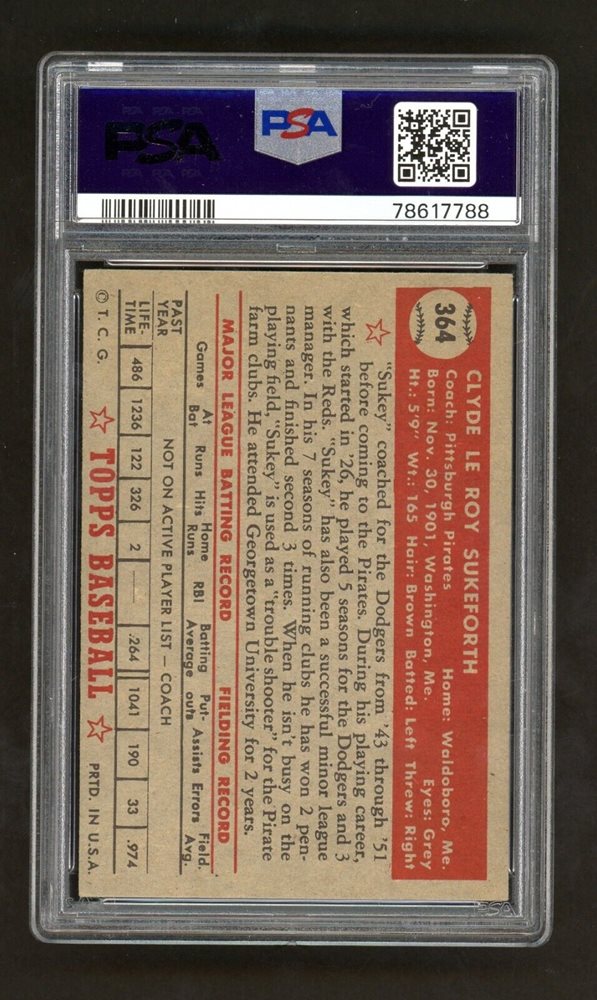 PSA
PSA
78617788
364
CLYDE LE ROY SUKEFORTH
Coach: Pittsburgh Pirates Home: Waldoboro, Me.
Born: Nov. 30, 1901, Washington, Me. Eyes: Grey
Ht.: 5'9" Wt.: 165 Hair: Brown Batted: Left Threw: Right
"Sukey" coached for the Dodgers from '43 through '51
before coming to the Pirates. During his playing career,
which started in '26, he played 5 seasons for the Dodgers and 3
with the Reds. "Sukey" has also been a successful minor league
manager. In his 7 seasons of running clubs he has won 2 pen-
nants and finished second 3 times. When he isn't busy on the
playing field, "Sukey" is used as a "trouble shooter" for the Pirate
farm clubs. He attended Georgetown University for 2 years.
MAJOR LEAGUE BATTING RECORD FIELDING RECORD
Games At Bat Runs Hits Home Runs RBI Batting Average Put-outs Assists Errors Field. Avg.
PAST YEAR NOT ON ACTIVE PLAYER LIST — COACH
LIFE-TIME 486 1236 122 326 2 — .264 1041 190 33 .974
© T. C. G. TOPPS BASEBALL PRTD. IN U.S.A.
PSA